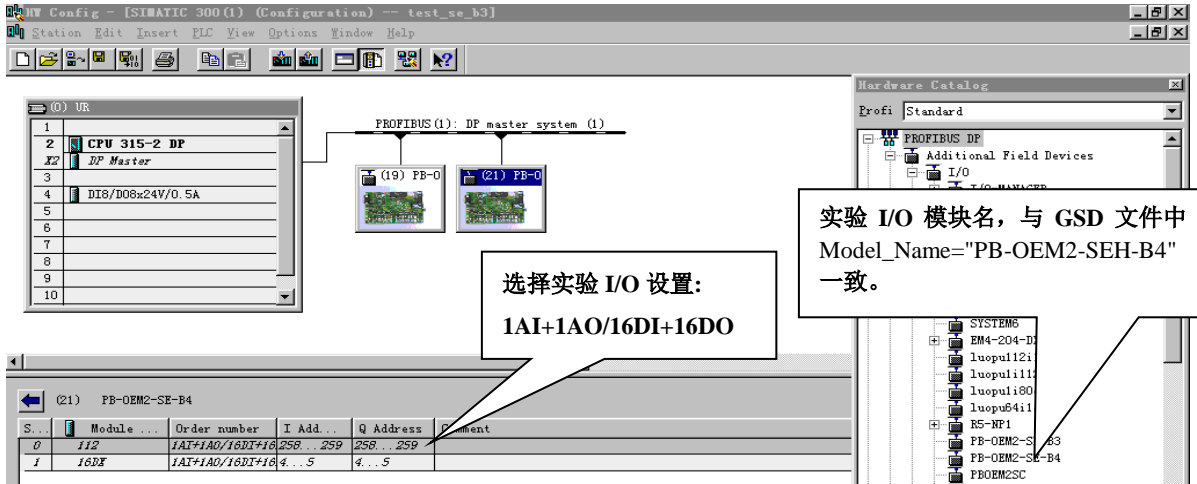 HW Config - [SIMATIC 300(1) (Configuration) -- test_se_b3]
Station Edit Insert PLC View Options Window Help
Hardware Catalog
Profi Standard
(0) UR
1
2 CPU 315-2 DP
X2 DP Master
3
4 DI8/DO8x24V/0.5A
5
6
7
8
9
10
PROFIBUS(1): DP master system (1)
(19) PB-O
(21) PB-O
PROFIBUS DP
Additional Field Devices
I/O
I/O-MANAGER
实验 I/O 模块名，与 GSD 文件中
Model_Name="PB-OEM2-SEH-B4"
一致。
选择实验 I/O 设置:
1AI+1AO/16DI+16DO
SYSTEM6
EM4-204-DI
luopu112i
luopu1i112
luopu1i80
luopu64i1
R5-NP1
PB-OEM2-SE-B3
PB-OEM2-SE-B4
PBOEM2SC
(21) PB-OEM2-SE-B4
S... Module ... Order number I Add... Q Address Comment
0 112 1AI+1AO/16DI+16 258...259 258...259
1 16DX 1AI+1AO/16DI+16 4...5 4...5